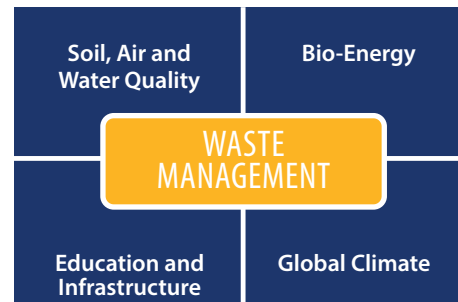 Soil, Air and
Water Quality
Bio-Energy
WASTE
MANAGEMENT
Education and
Infrastructure
Global Climate